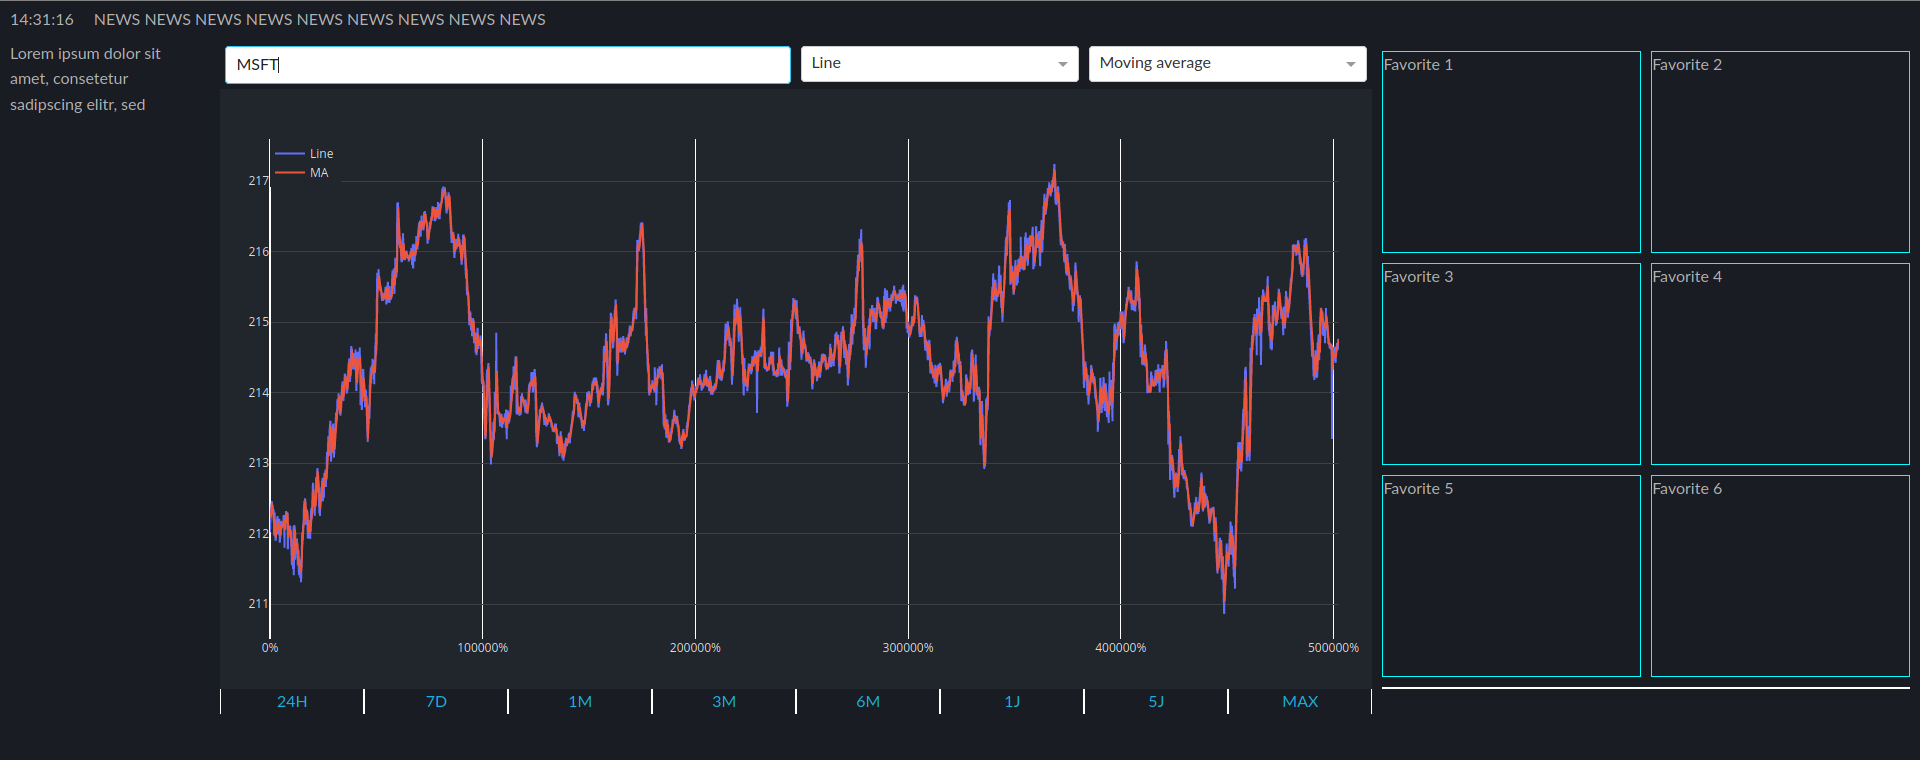 14:31:16 NEWS NEWS NEWS NEWS NEWS NEWS NEWS NEWS NEWS
Lorem ipsum dolor sit
amet, consetetur
sadipscing elitr, sed
MSFT
Line
Moving average
Line
MA
217
216
215
214
213
212
211
0% 100000% 200000% 300000% 400000% 500000%
24H 7D 1M 3M 6M 1J 5J MAX
Favorite 1
Favorite 2
Favorite 3
Favorite 4
Favorite 5
Favorite 6